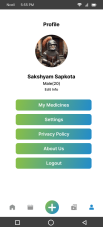 Profile
Sakshyam Sapkota
Male(20)
Edit info
My Medicines
Settings
Privacy Policy
About Us
Logout